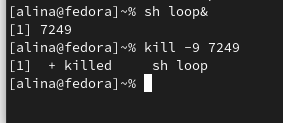 [alina@fedora]~% sh loop&
[1] 7249
[alina@fedora]~% kill -9 7249
[1]  + killed     sh loop
[alina@fedora]~%